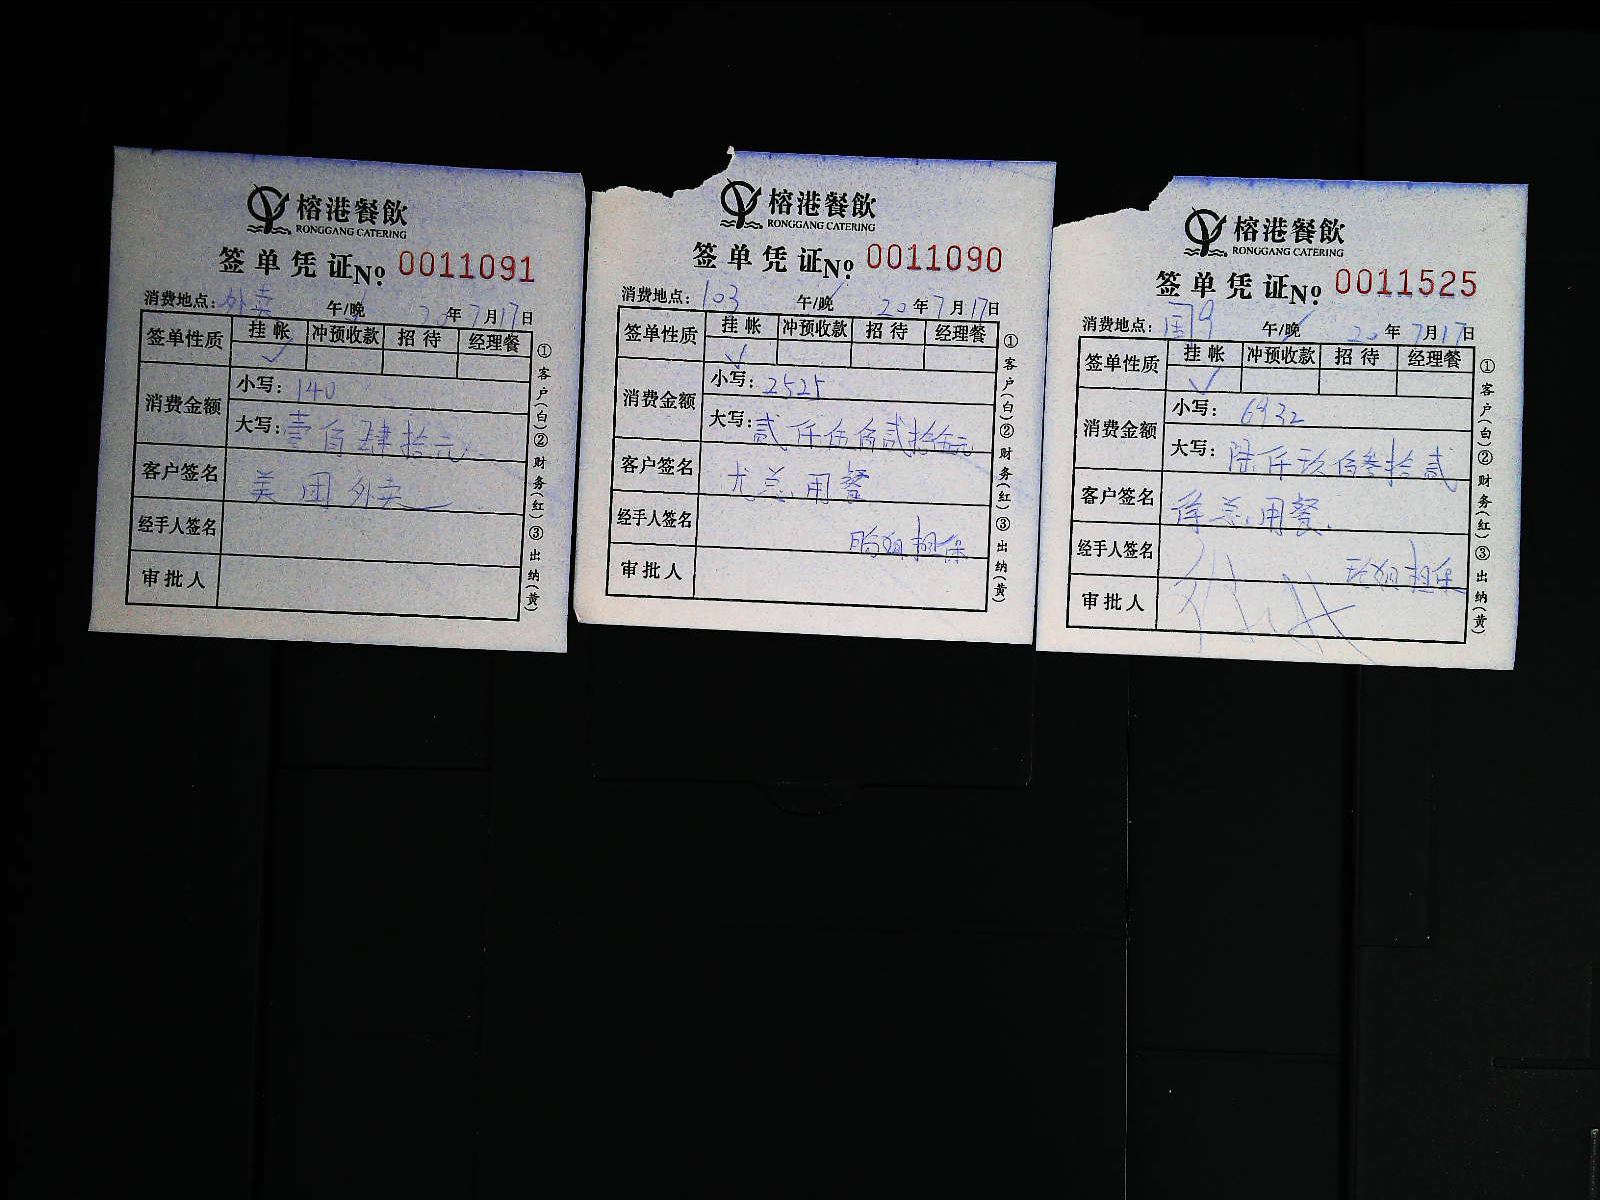 榕港餐飲
RONGGANG CATERING
签单凭证 No. 0011091
消费地点: 外卖 午/晚 20年7月17日
签单性质 挂帐 冲预收款 招待 经理餐
✓
消费金额 小写: 140
大写: 壹佰肆拾元
客户签名 美团外卖
经手人签名
审批人
①客户(白)②财务(红)③出纳(黄)
榕港餐飲
RONGGANG CATERING
签单凭证 No. 0011090
消费地点: 103 午/晚 20年7月17日
签单性质 挂帐 冲预收款 招待 经理餐
✓
消费金额 小写: 2525
大写: 贰仟伍佰贰拾伍元
客户签名 尤总用餐
经手人签名 担保
审批人
①客户(白)②财务(红)③出纳(黄)
榕港餐飲
RONGGANG CATERING
签单凭证 No. 0011525
消费地点: 国9 午/晚 20年7月17日
签单性质 挂帐 冲预收款 招待 经理餐
✓
消费金额 小写: 6932
大写: 陆仟玖佰叁拾贰
客户签名 徐总用餐
经手人签名 担保
审批人
①客户(白)②财务(红)③出纳(黄)